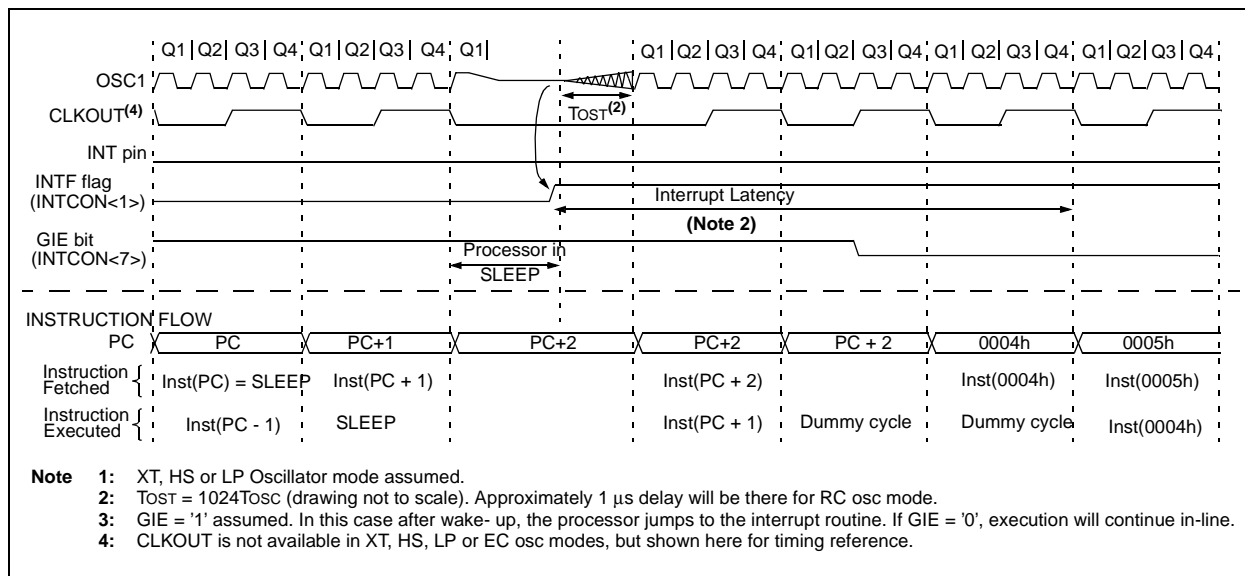 Q1 Q2 Q3 Q4 Q1 Q2 Q3 Q4 Q1 Q1 Q2 Q3 Q4 Q1 Q2 Q3 Q4 Q1 Q2 Q3 Q4 Q1 Q2 Q3 Q4
OSC1
TOST(2)
CLKOUT(4)
INT pin
INTF flag
(INTCON<1>)
Interrupt Latency
(Note 2)
GIE bit
(INTCON<7>)
Processor in
SLEEP
INSTRUCTION FLOW
PC PC PC+1 PC+2 PC+2 PC + 2 0004h 0005h
Instruction
Fetched
Inst(PC) = SLEEP Inst(PC + 1) Inst(PC + 2) Inst(0004h) Inst(0005h)
Instruction
Executed
Inst(PC - 1) SLEEP Inst(PC + 1) Dummy cycle Dummy cycle Inst(0004h)
Note 1: XT, HS or LP Oscillator mode assumed.
2: TOST = 1024TOSC (drawing not to scale). Approximately 1 μs delay will be there for RC osc mode.
3: GIE = '1' assumed. In this case after wake- up, the processor jumps to the interrupt routine. If GIE = '0', execution will continue in-line.
4: CLKOUT is not available in XT, HS, LP or EC osc modes, but shown here for timing reference.